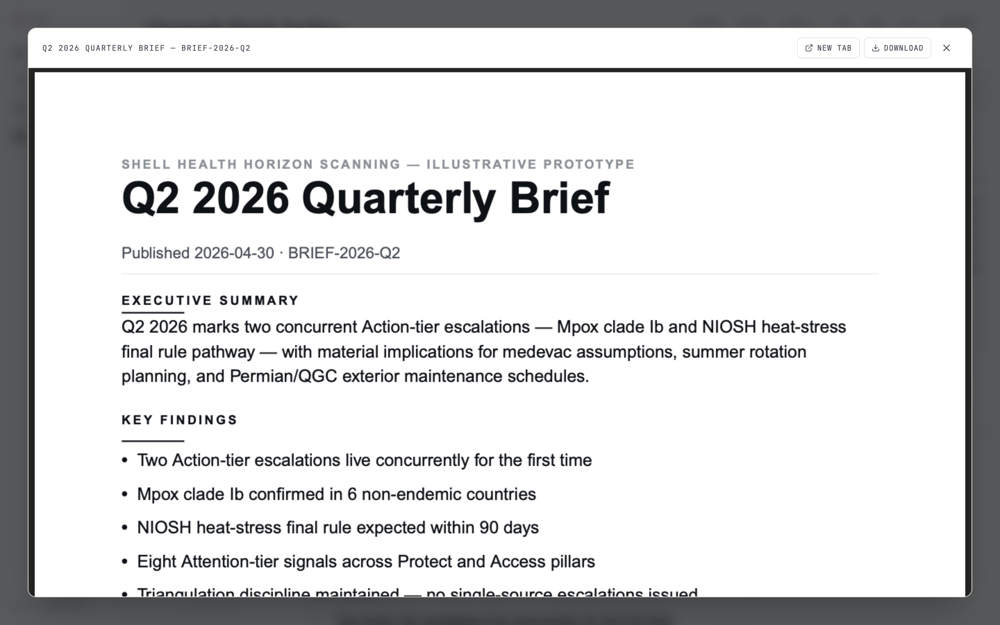 Q2 2026 QUARTERLY BRIEF — BRIEF-2026-Q2
NEW TAB
DOWNLOAD
SHELL HEALTH HORIZON SCANNING — ILLUSTRATIVE PROTOTYPE
Q2 2026 Quarterly Brief
Published 2026-04-30 · BRIEF-2026-Q2
EXECUTIVE SUMMARY
Q2 2026 marks two concurrent Action-tier escalations — Mpox clade Ib and NIOSH heat-stress
final rule pathway — with material implications for medevac assumptions, summer rotation
planning, and Permian/QGC exterior maintenance schedules.
KEY FINDINGS
• Two Action-tier escalations live concurrently for the first time
• Mpox clade Ib confirmed in 6 non-endemic countries
• NIOSH heat-stress final rule expected within 90 days
• Eight Attention-tier signals across Protect and Access pillars
• Triangulation discipline maintained — no single-source escalations issued